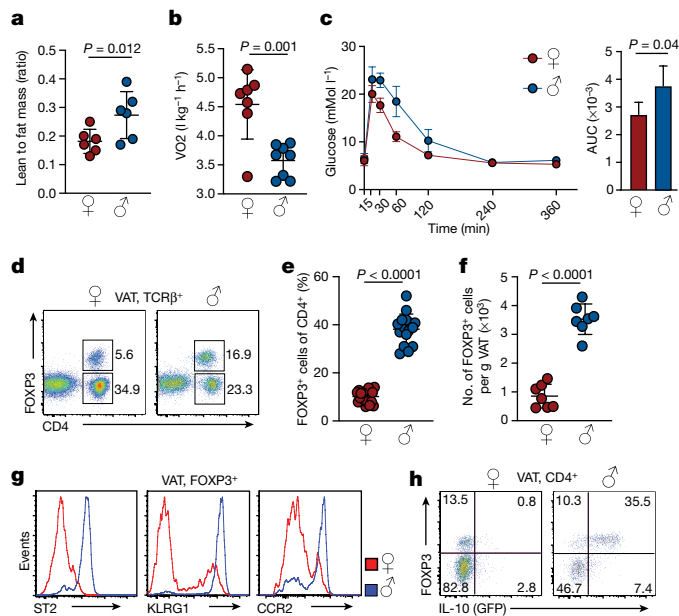 a
P = 0.012
Lean to fat mass (ratio)
0.5
0.4
0.3
0.2
0.1
0
♀ ♂
b
P = 0.001
VO2 (l kg⁻¹ h⁻¹)
5.5
5.0
4.5
4.0
3.5
3.0
♀ ♂
c
Glucose (mMol l⁻¹)
30
20
10
0
15 30 60 120 240 360
Time (min)
♀
♂
P = 0.04
AUC (×10⁻³)
5
4
3
2
1
0
♀ ♂
d
♀ VAT, TCRβ⁺ ♂
5.6
34.9
16.9
23.3
FOXP3
CD4
e
P < 0.0001
FOXP3⁺ cells of CD4⁺ (%)
60
40
20
0
♀ ♂
f
P < 0.0001
No. of FOXP3⁺ cells
per g VAT (×10³)
5
4
3
2
1
0
♀ ♂
g
VAT, FOXP3⁺
Events
ST2
KLRG1
CCR2
♀
♂
h
♀ VAT, CD4⁺ ♂
13.5 0.8
82.8 2.8
10.3 35.5
46.7 7.4
FOXP3
IL-10 (GFP)